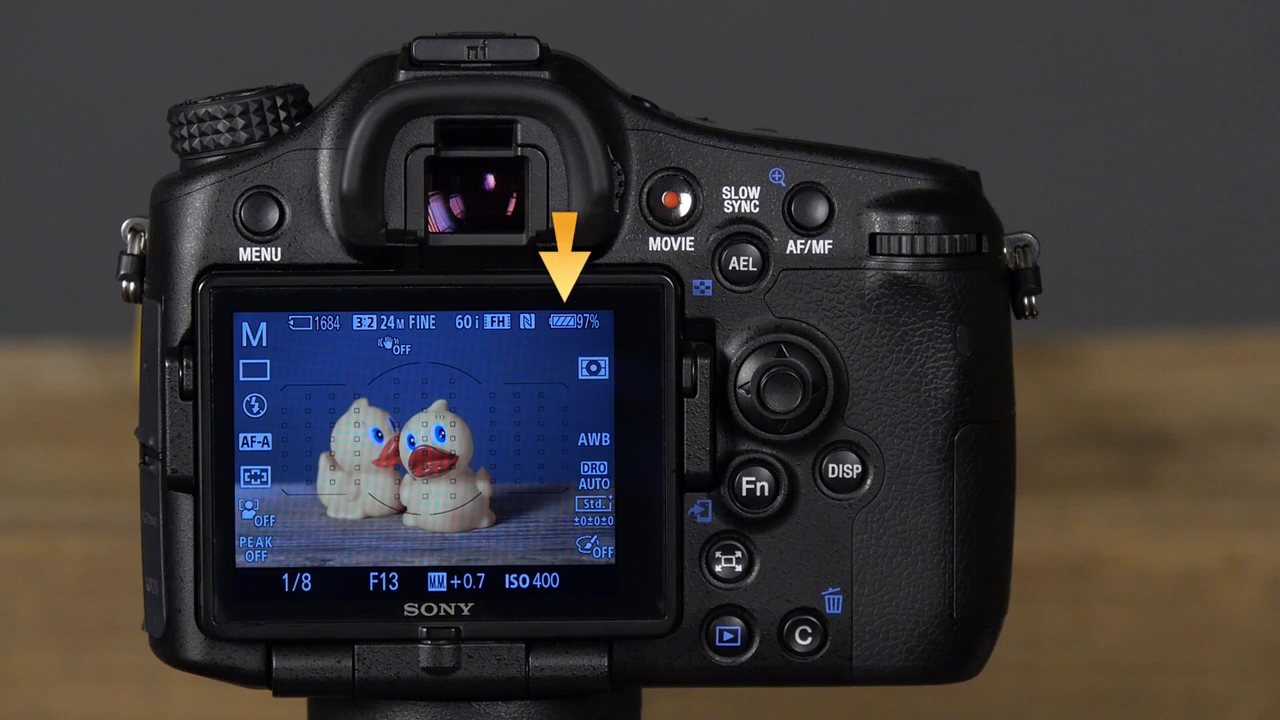 SLOW
SYNC
MENU
MOVIE
AF/MF
AEL
1684 3:2 24M FINE 60i FH N 97%
M
OFF
AF-A
AWB
DRO
AUTO
Std.
±0±0±0
OFF
PEAK
OFF
OFF
1/8 F13 M.M. +0.7 ISO 400
SONY
Fn
DISP
C